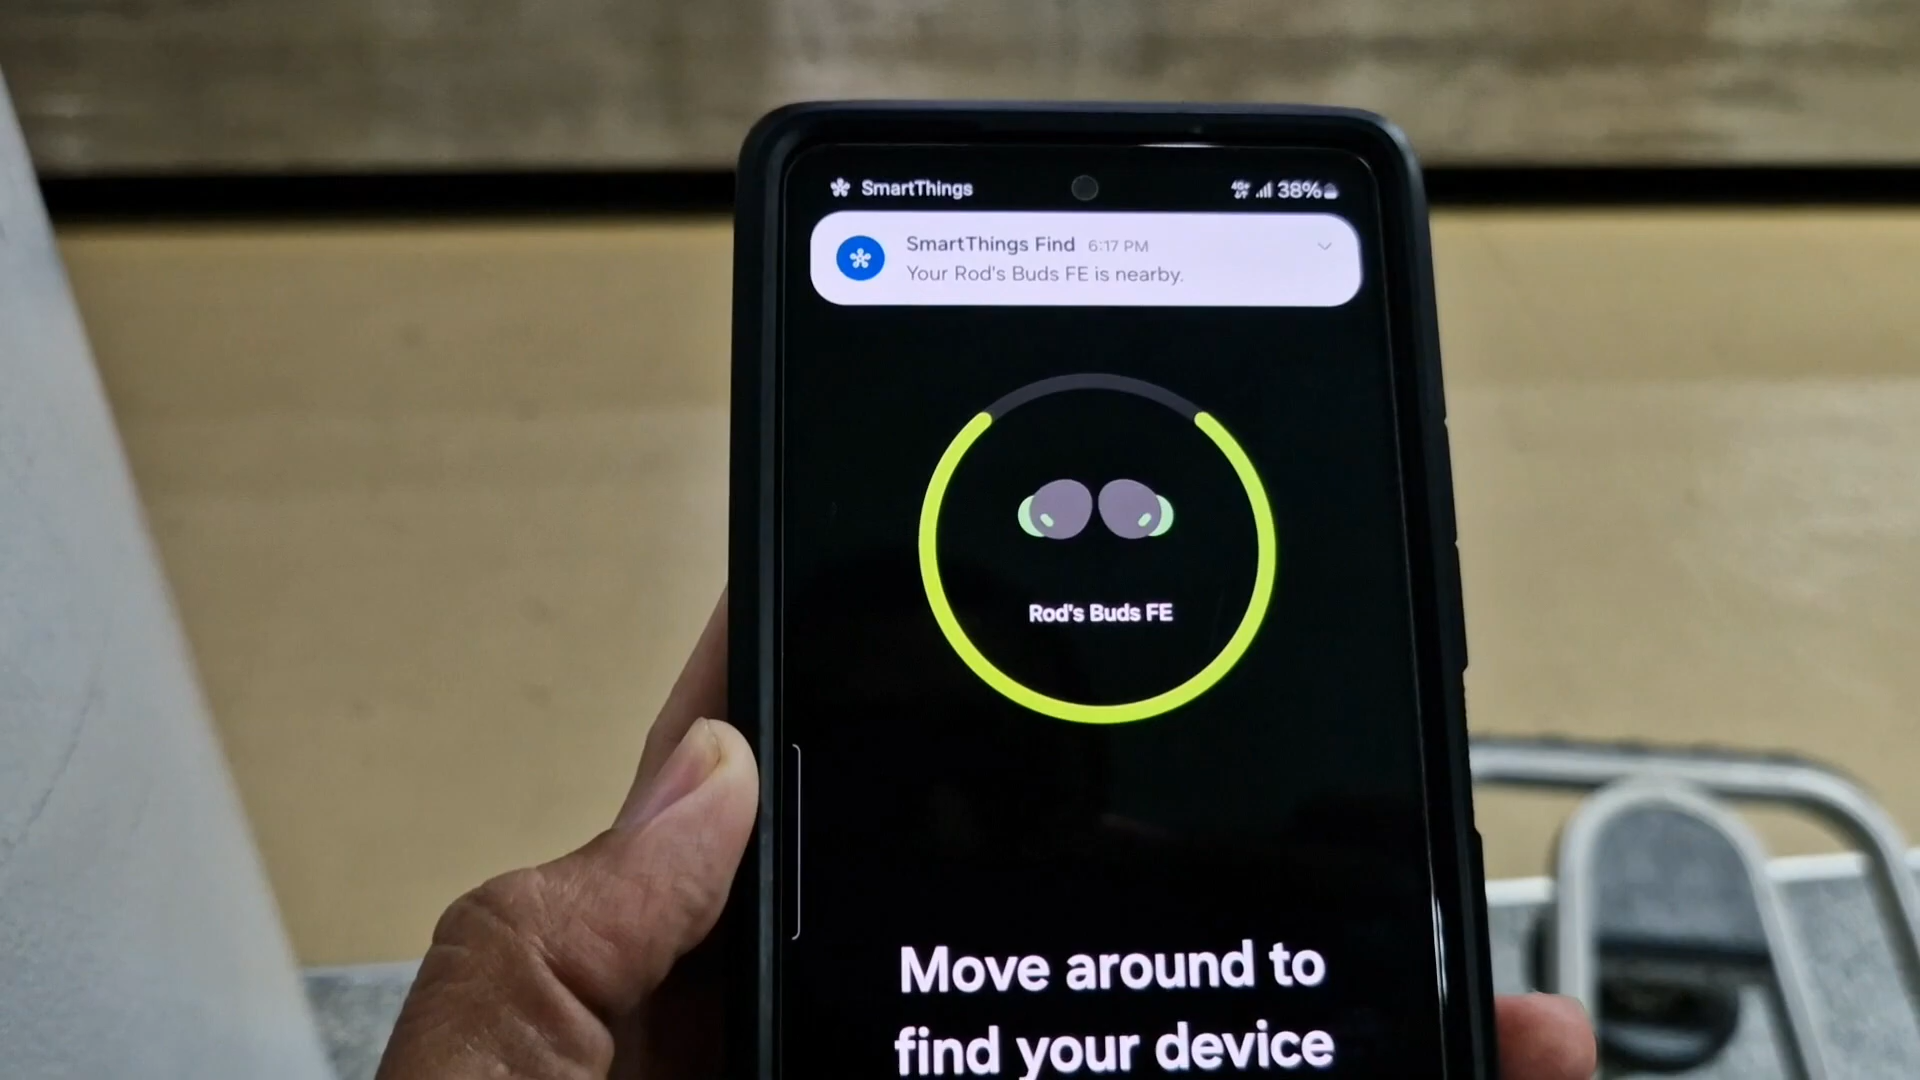 SmartThings 38%
SmartThings Find 6:17 PM
Your Rod's Buds FE is nearby.
Rod's Buds FE
Move around to
find your device